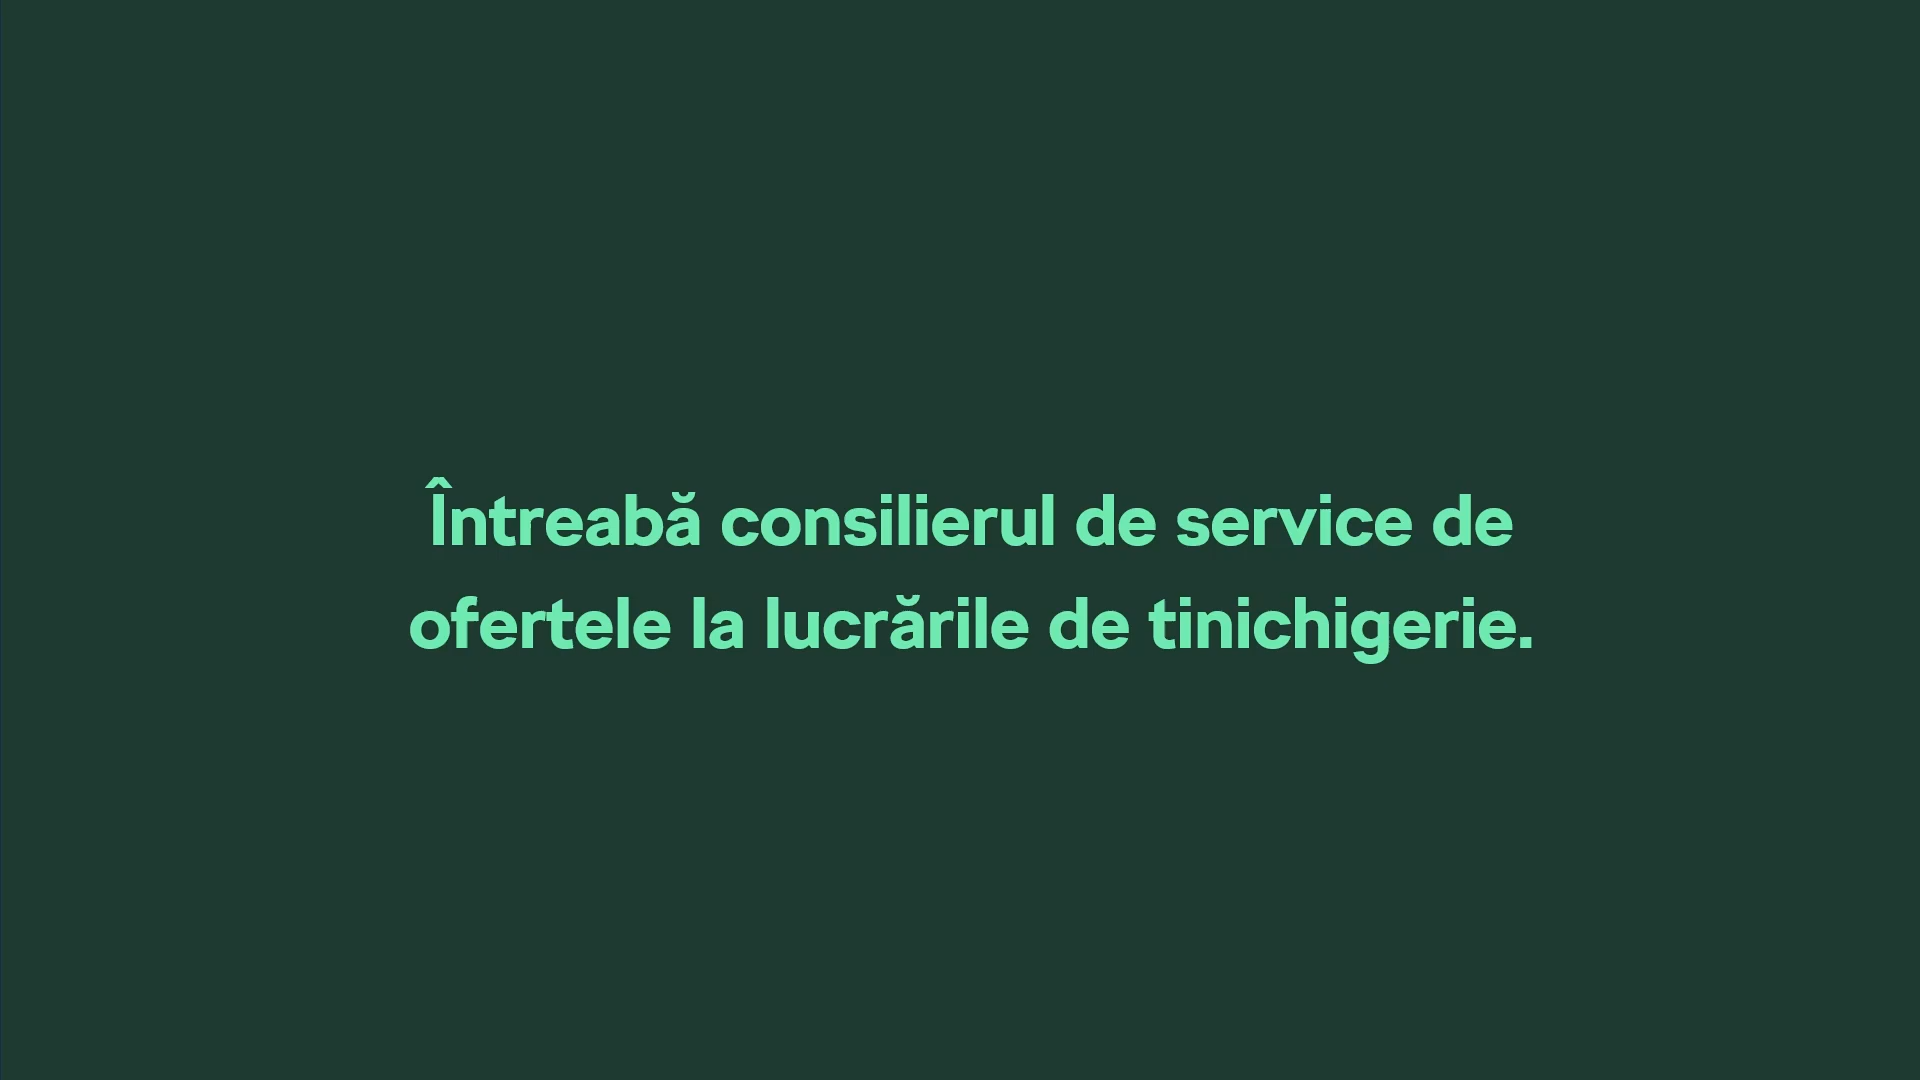 Întreabă consilierul de service de
ofertele la lucrările de tinichigerie.